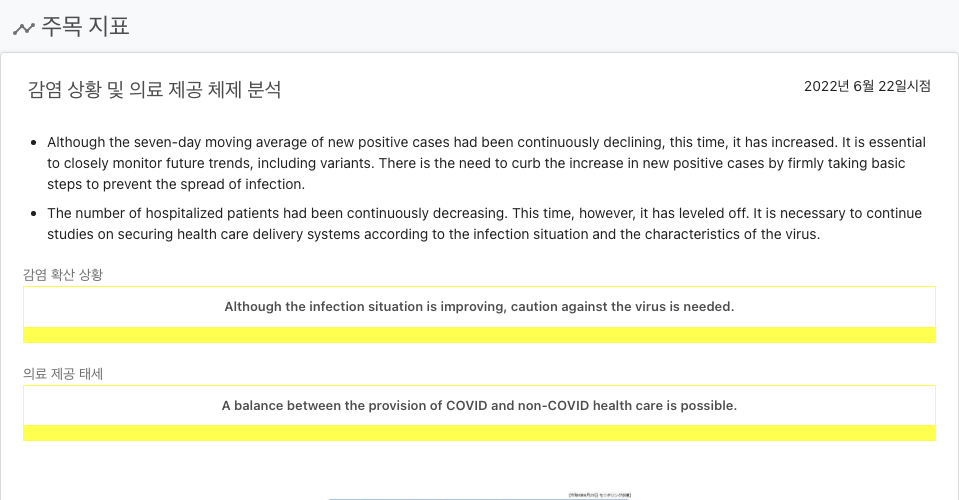 주목 지표
감염 상황 및 의료 제공 체제 분석
2022년 6월 22일시점
Although the seven-day moving average of new positive cases had been continuously declining, this time, it has increased. It is essential
to closely monitor future trends, including variants. There is the need to curb the increase in new positive cases by firmly taking basic
steps to prevent the spread of infection.
The number of hospitalized patients had been continuously decreasing. This time, however, it has leveled off. It is necessary to continue
studies on securing health care delivery systems according to the infection situation and the characteristics of the virus.
감염 확산 상황
Although the infection situation is improving, caution against the virus is needed.
의료 제공 태세
A balance between the provision of COVID and non-COVID health care is possible.